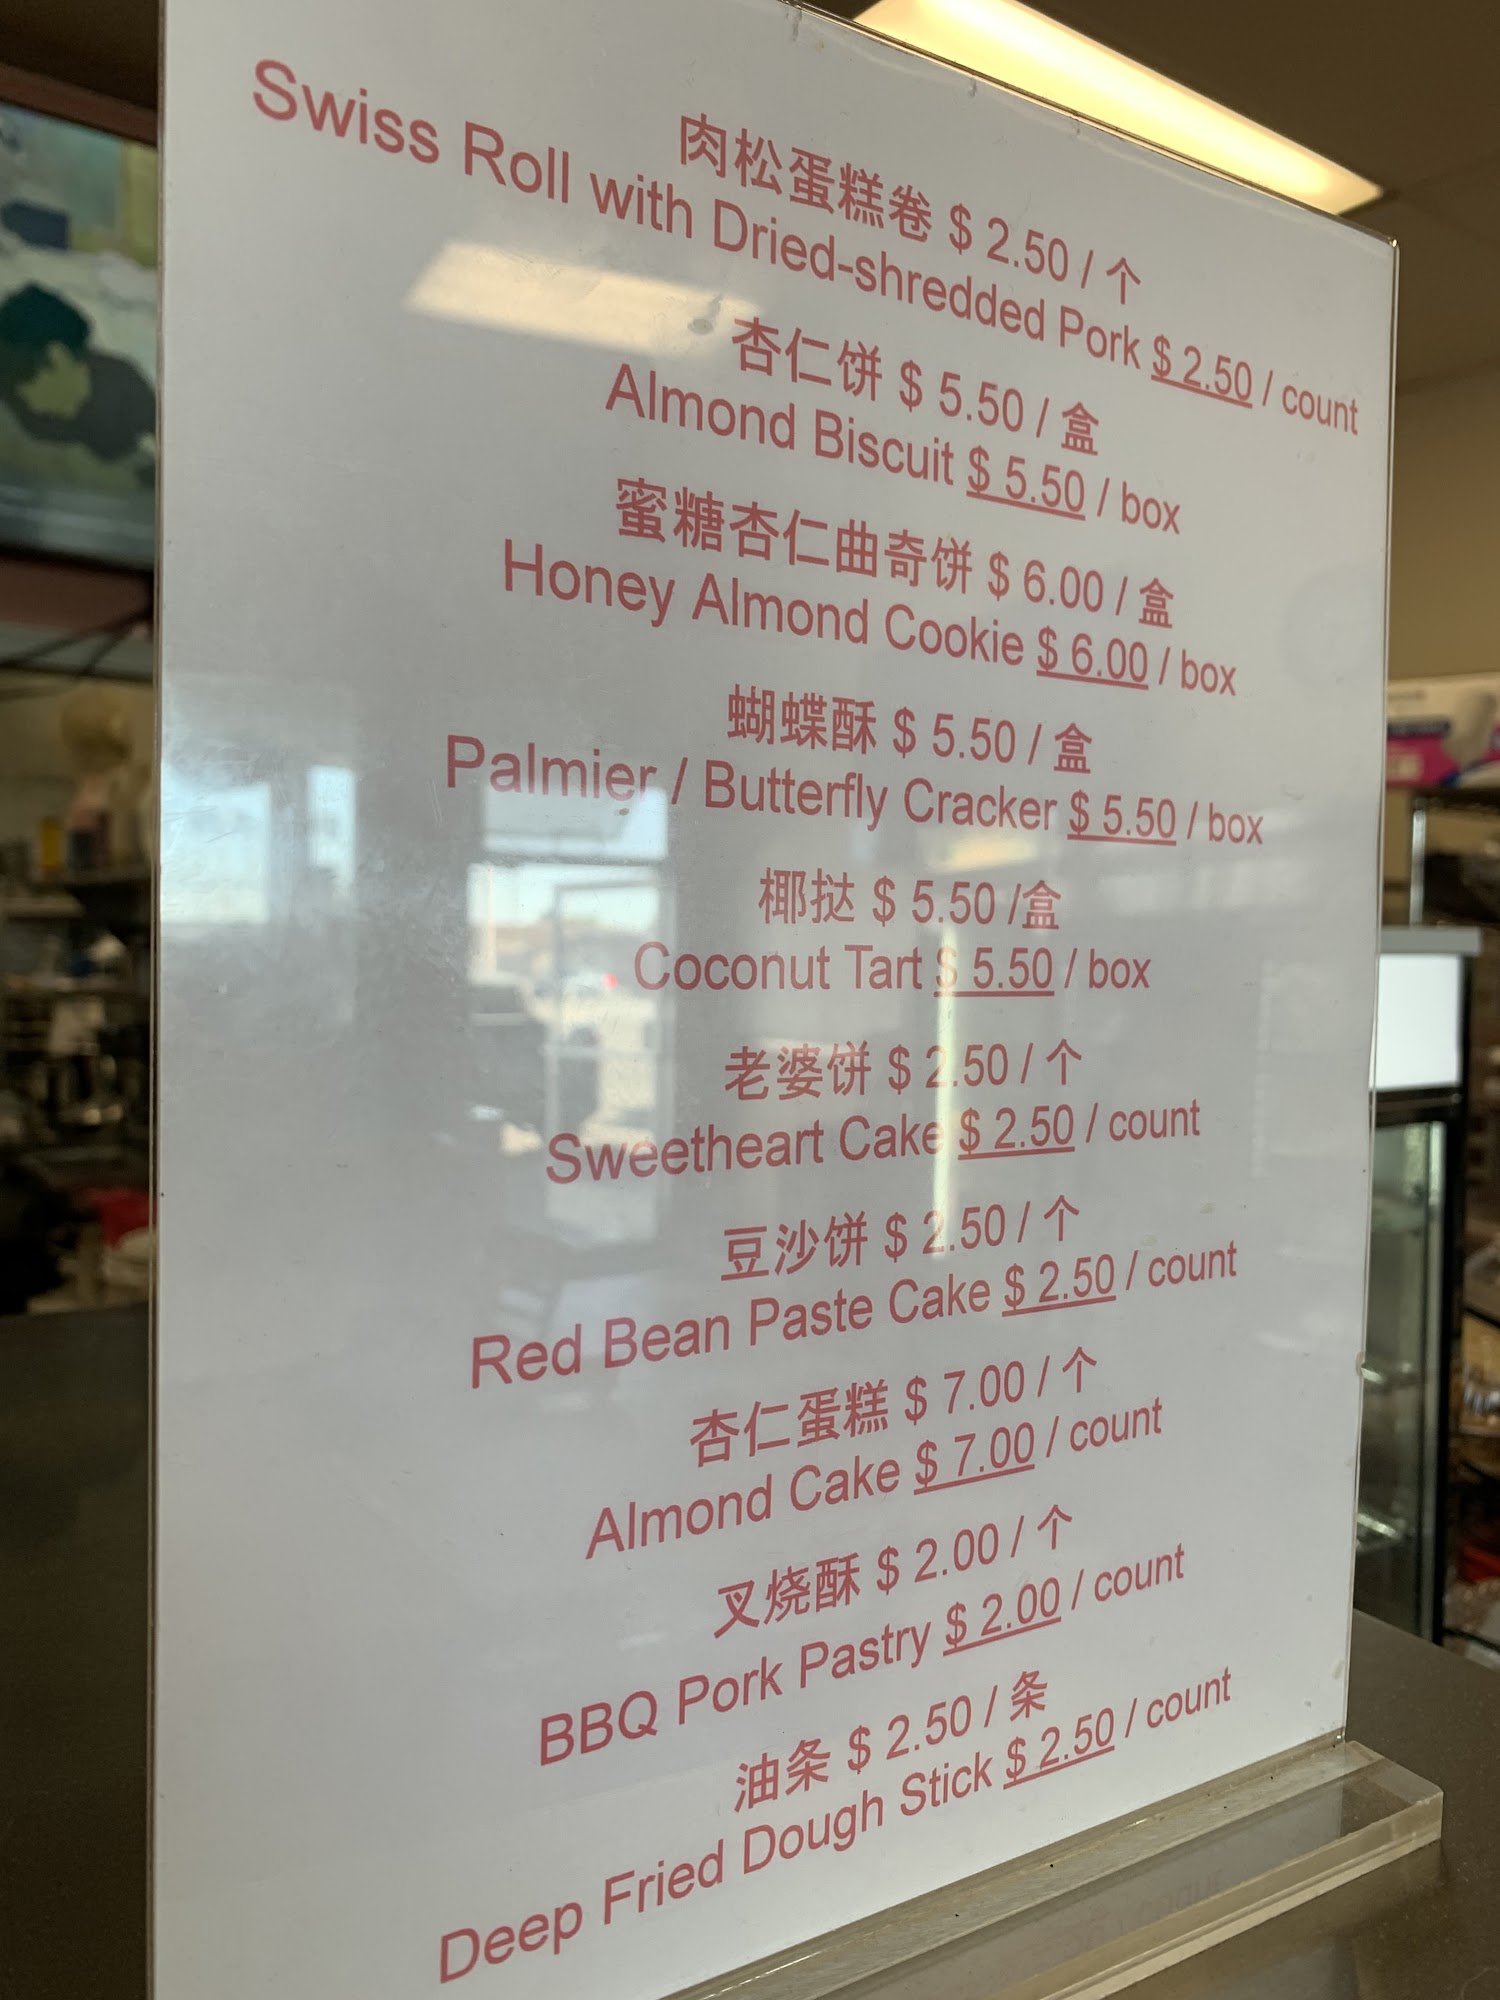 肉松蛋糕卷 $ 2.50 / 个
Swiss Roll with Dried-shredded Pork $ 2.50 / count
杏仁饼 $ 5.50 / 盒
Almond Biscuit $ 5.50 / box
蜜糖杏仁曲奇饼 $ 6.00 / 盒
Honey Almond Cookie $ 6.00 / box
蝴蝶酥 $ 5.50 / 盒
Palmier / Butterfly Cracker $ 5.50 / box
椰挞 $ 5.50 /盒
Coconut Tart $ 5.50 / box
老婆饼 $ 2.50 / 个
Sweetheart Cake $ 2.50 / count
豆沙饼 $ 2.50 / 个
Red Bean Paste Cake $ 2.50 / count
杏仁蛋糕 $ 7.00 / 个
Almond Cake $ 7.00 / count
叉烧酥 $ 2.00 / 个
BBQ Pork Pastry $ 2.00 / count
油条 $ 2.50 / 条
Deep Fried Dough Stick $ 2.50 / count